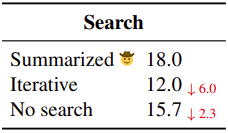 Search
Summarized 🤠 18.0
Iterative 12.0 ↓ 6.0
No search 15.7 ↓ 2.3